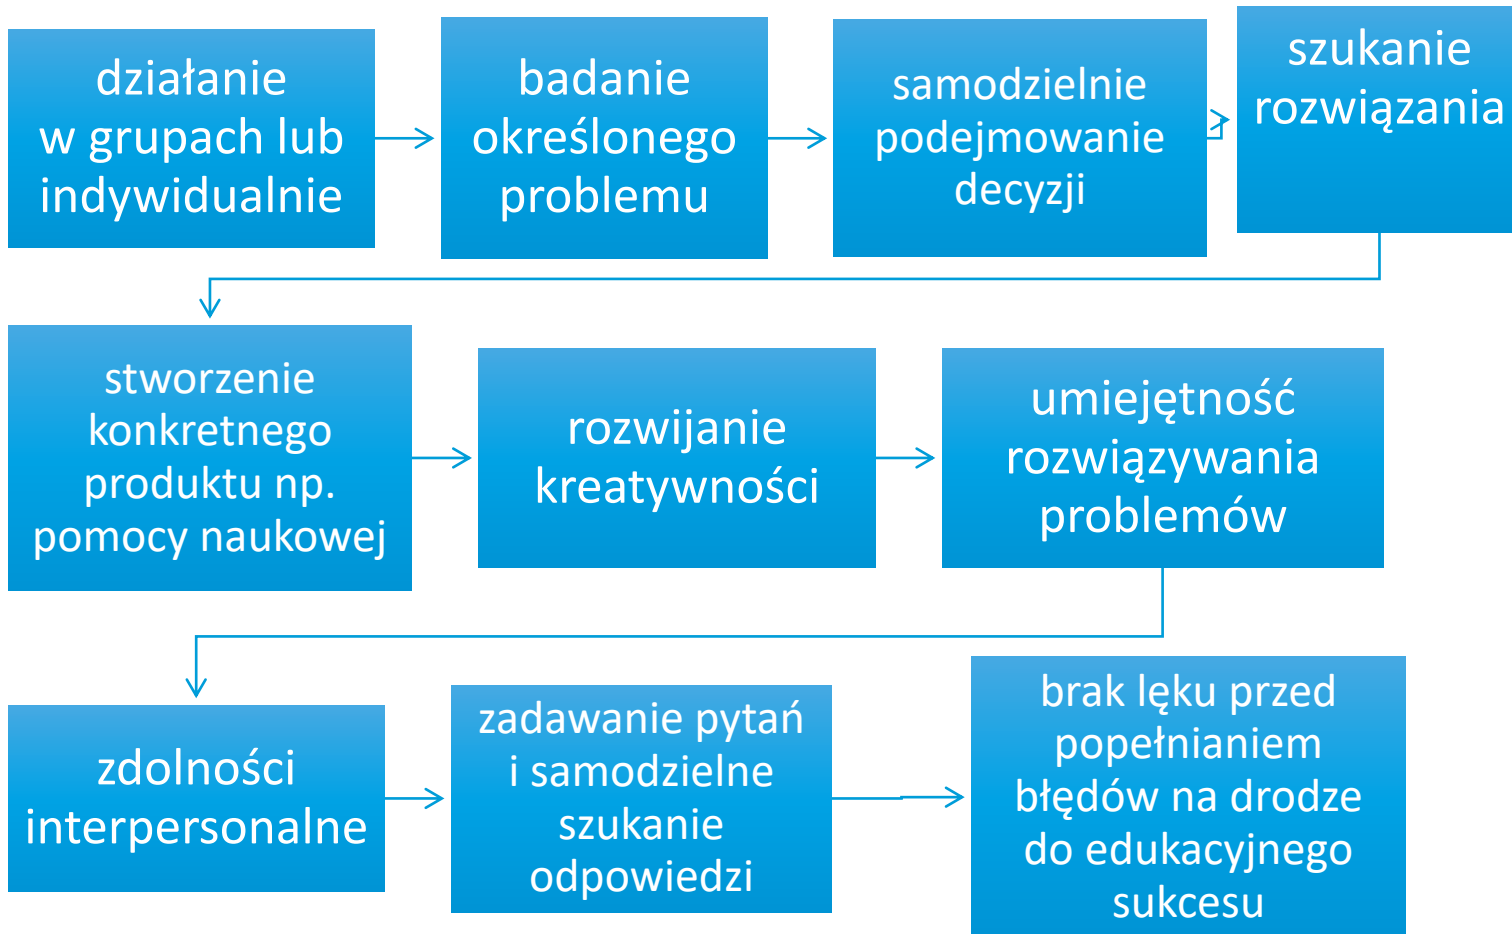 działanie
w grupach lub
indywidualnie
badanie
określonego
problemu
samodzielnie
podejmowanie
decyzji
szukanie
rozwiązania
stworzenie
konkretnego
produktu np.
pomocy naukowej
rozwijanie
kreatywności
umiejętność
rozwiązywania
problemów
zdolności
interpersonalne
zadawanie pytań
i samodzielne
szukanie
odpowiedzi
brak lęku przed
popełnianiem
błędów na drodze
do edukacyjnego
sukcesu